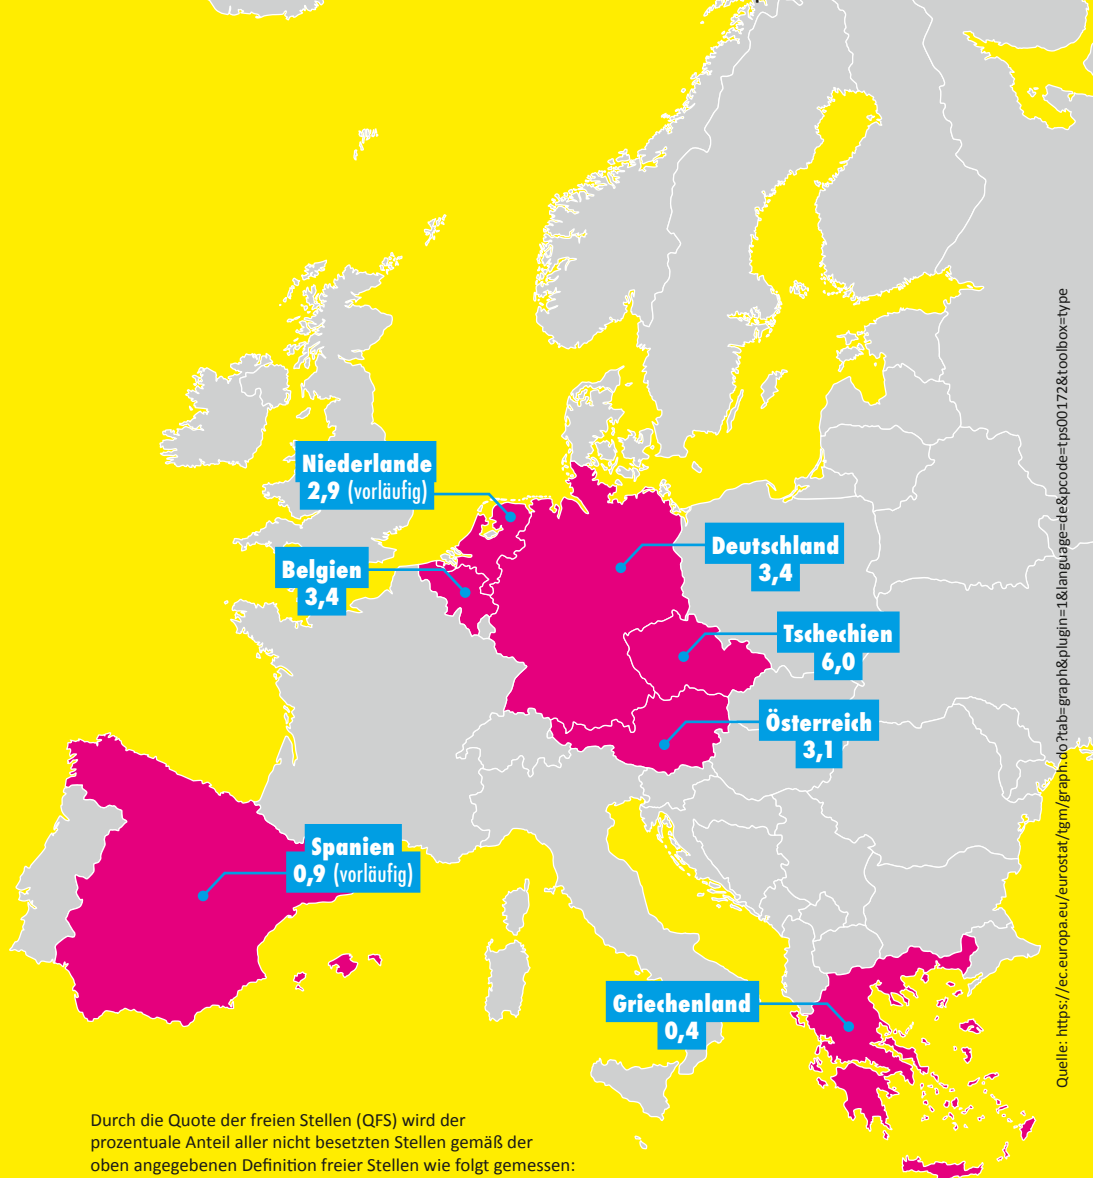 Niederlande
2,9 (vorläufig)
Belgien
3,4
Deutschland
3,4
Tschechien
6,0
Österreich
3,1
Spanien
0,9 (vorläufig)
Griechenland
0,4
Durch die Quote der freien Stellen (QFS) wird der
prozentuale Anteil aller nicht besetzten Stellen gemäß der
oben angegebenen Definition freier Stellen wie folgt gemessen:
Quelle: https://ec.europa.eu/eurostat/tgm/graph.do?tab=graph&plugin=1&language=de&pcode=tps00172&toolbox=type